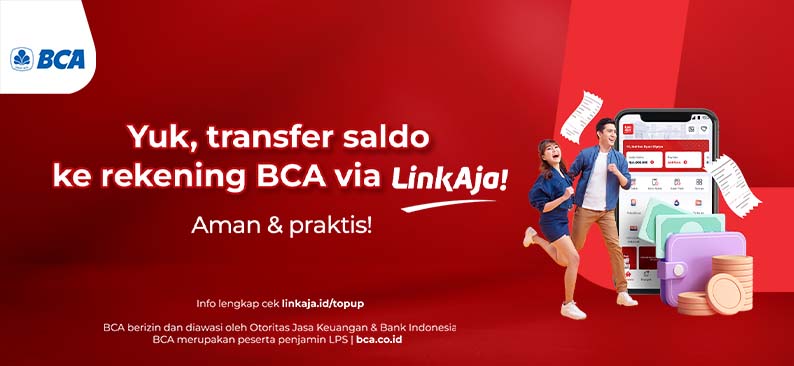 BCA
Yuk, transfer saldo
ke rekening BCA via LinkAja!
Aman & praktis!
Info lengkap cek linkaja.id/topup
BCA berizin dan diawasi oleh Otoritas Jasa Keuangan & Bank Indonesia
BCA merupakan peserta penjamin LPS | bca.co.id